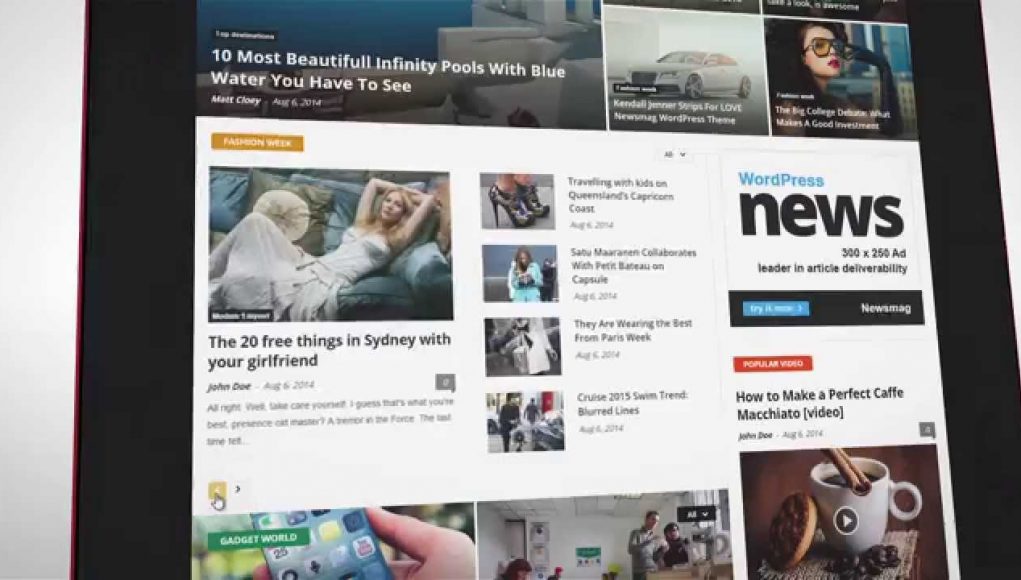 Top destinations
10 Most Beautifull Infinity Pools With Blue
Water You Have To See
Matt Cloey - Aug 6, 2014
take a look, is awesome
Fashion week
Kendall Jenner Strips For LOVE
Newsmag WordPress Theme
Fashion week
The Big College Debate: What
Makes A Good Investment
FASHION WEEK
All
The 20 free things in Sydney with
your girlfriend
John Doe - Aug 6, 2014
0
All right. Well, take care yourself. I guess that's what you're
best, presence cat master? A tremor in the Force. The last
time felt...
Travelling with kids on
Queensland's Capricorn
Coast
Aug 6, 2014
Satu Maaranen Collaborates
With Petit Bateau on
Capsule
Aug 6, 2014
They Are Wearing the Best
From Paris Week
Aug 6, 2014
Cruise 2015 Swim Trend:
Blurred Lines
Aug 6, 2014
WordPress
news
300 x 250 Ad
leader in article deliverability
try it now
Newsmag
POPULAR VIDEO
How to Make a Perfect Caffe
Macchiato [video]
John Doe - Aug 6, 2014
0
GADGET WORLD
All
25